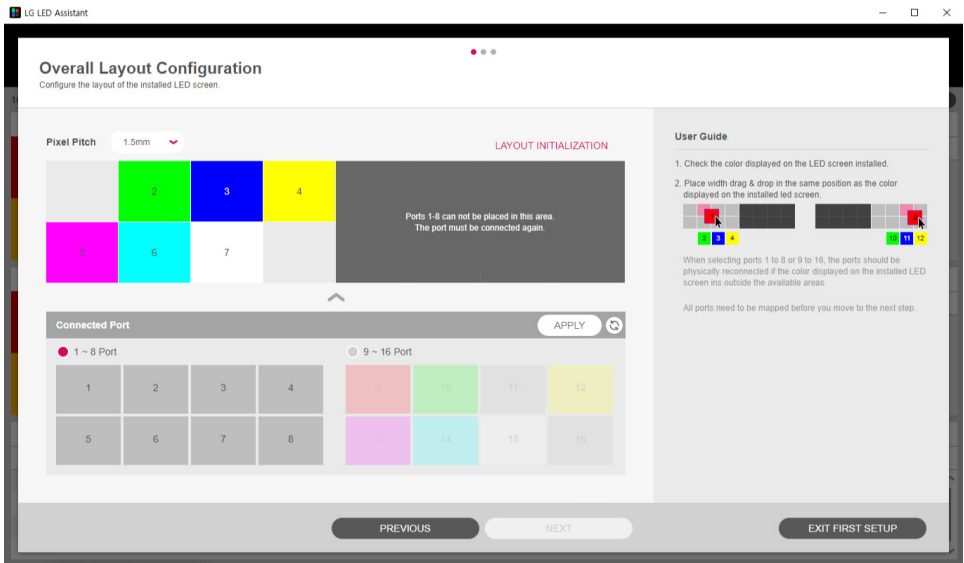 LG LED Assistant
Overall Layout Configuration
Configure the layout of the installed LED screen.
Pixel Pitch
1.5mm
LAYOUT INITIALIZATION
2
3
4
Ports 1-8 can not be placed in this area.
The port must be connected again.
5
6
7
Connected Port
APPLY
1 ~ 8 Port
9 ~ 16 Port
1
2
3
4
9
10
11
12
5
6
7
8
13
14
15
16
User Guide
1. Check the color displayed on the LED screen installed.
2. Place width drag & drop in the same position as the color
displayed on the installed led screen.
1
2 3 4
10 11 12
When selecting ports 1 to 8 or 9 to 16, the ports should be
physically reconnected if the color displayed on the installed LED
screen ins outside the available areas.
All ports need to be mapped before you move to the next step.
PREVIOUS
NEXT
EXIT FIRST SETUP